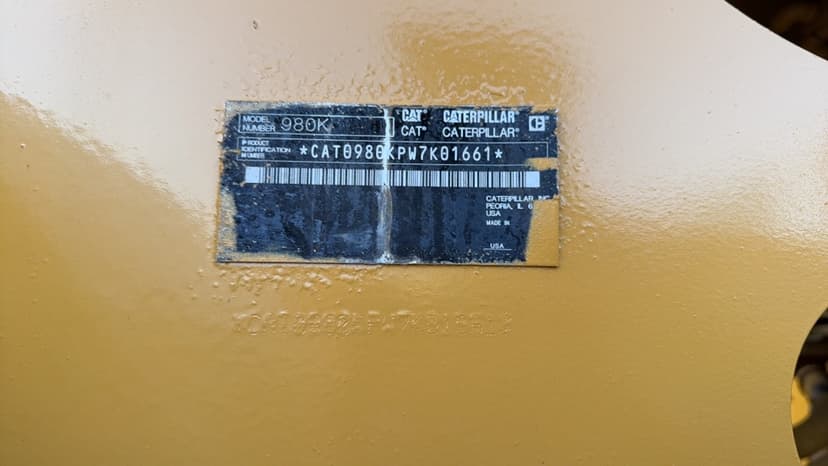 MODEL NUMBER 980K
CAT CATERPILLAR®
CAT® CATERPILLAR®
PRODUCT IDENTIFICATION NUMBER *CAT0980KPW7K01661*
CATERPILLAR INC.
PEORIA, IL 6
USA
MADE IN
USA